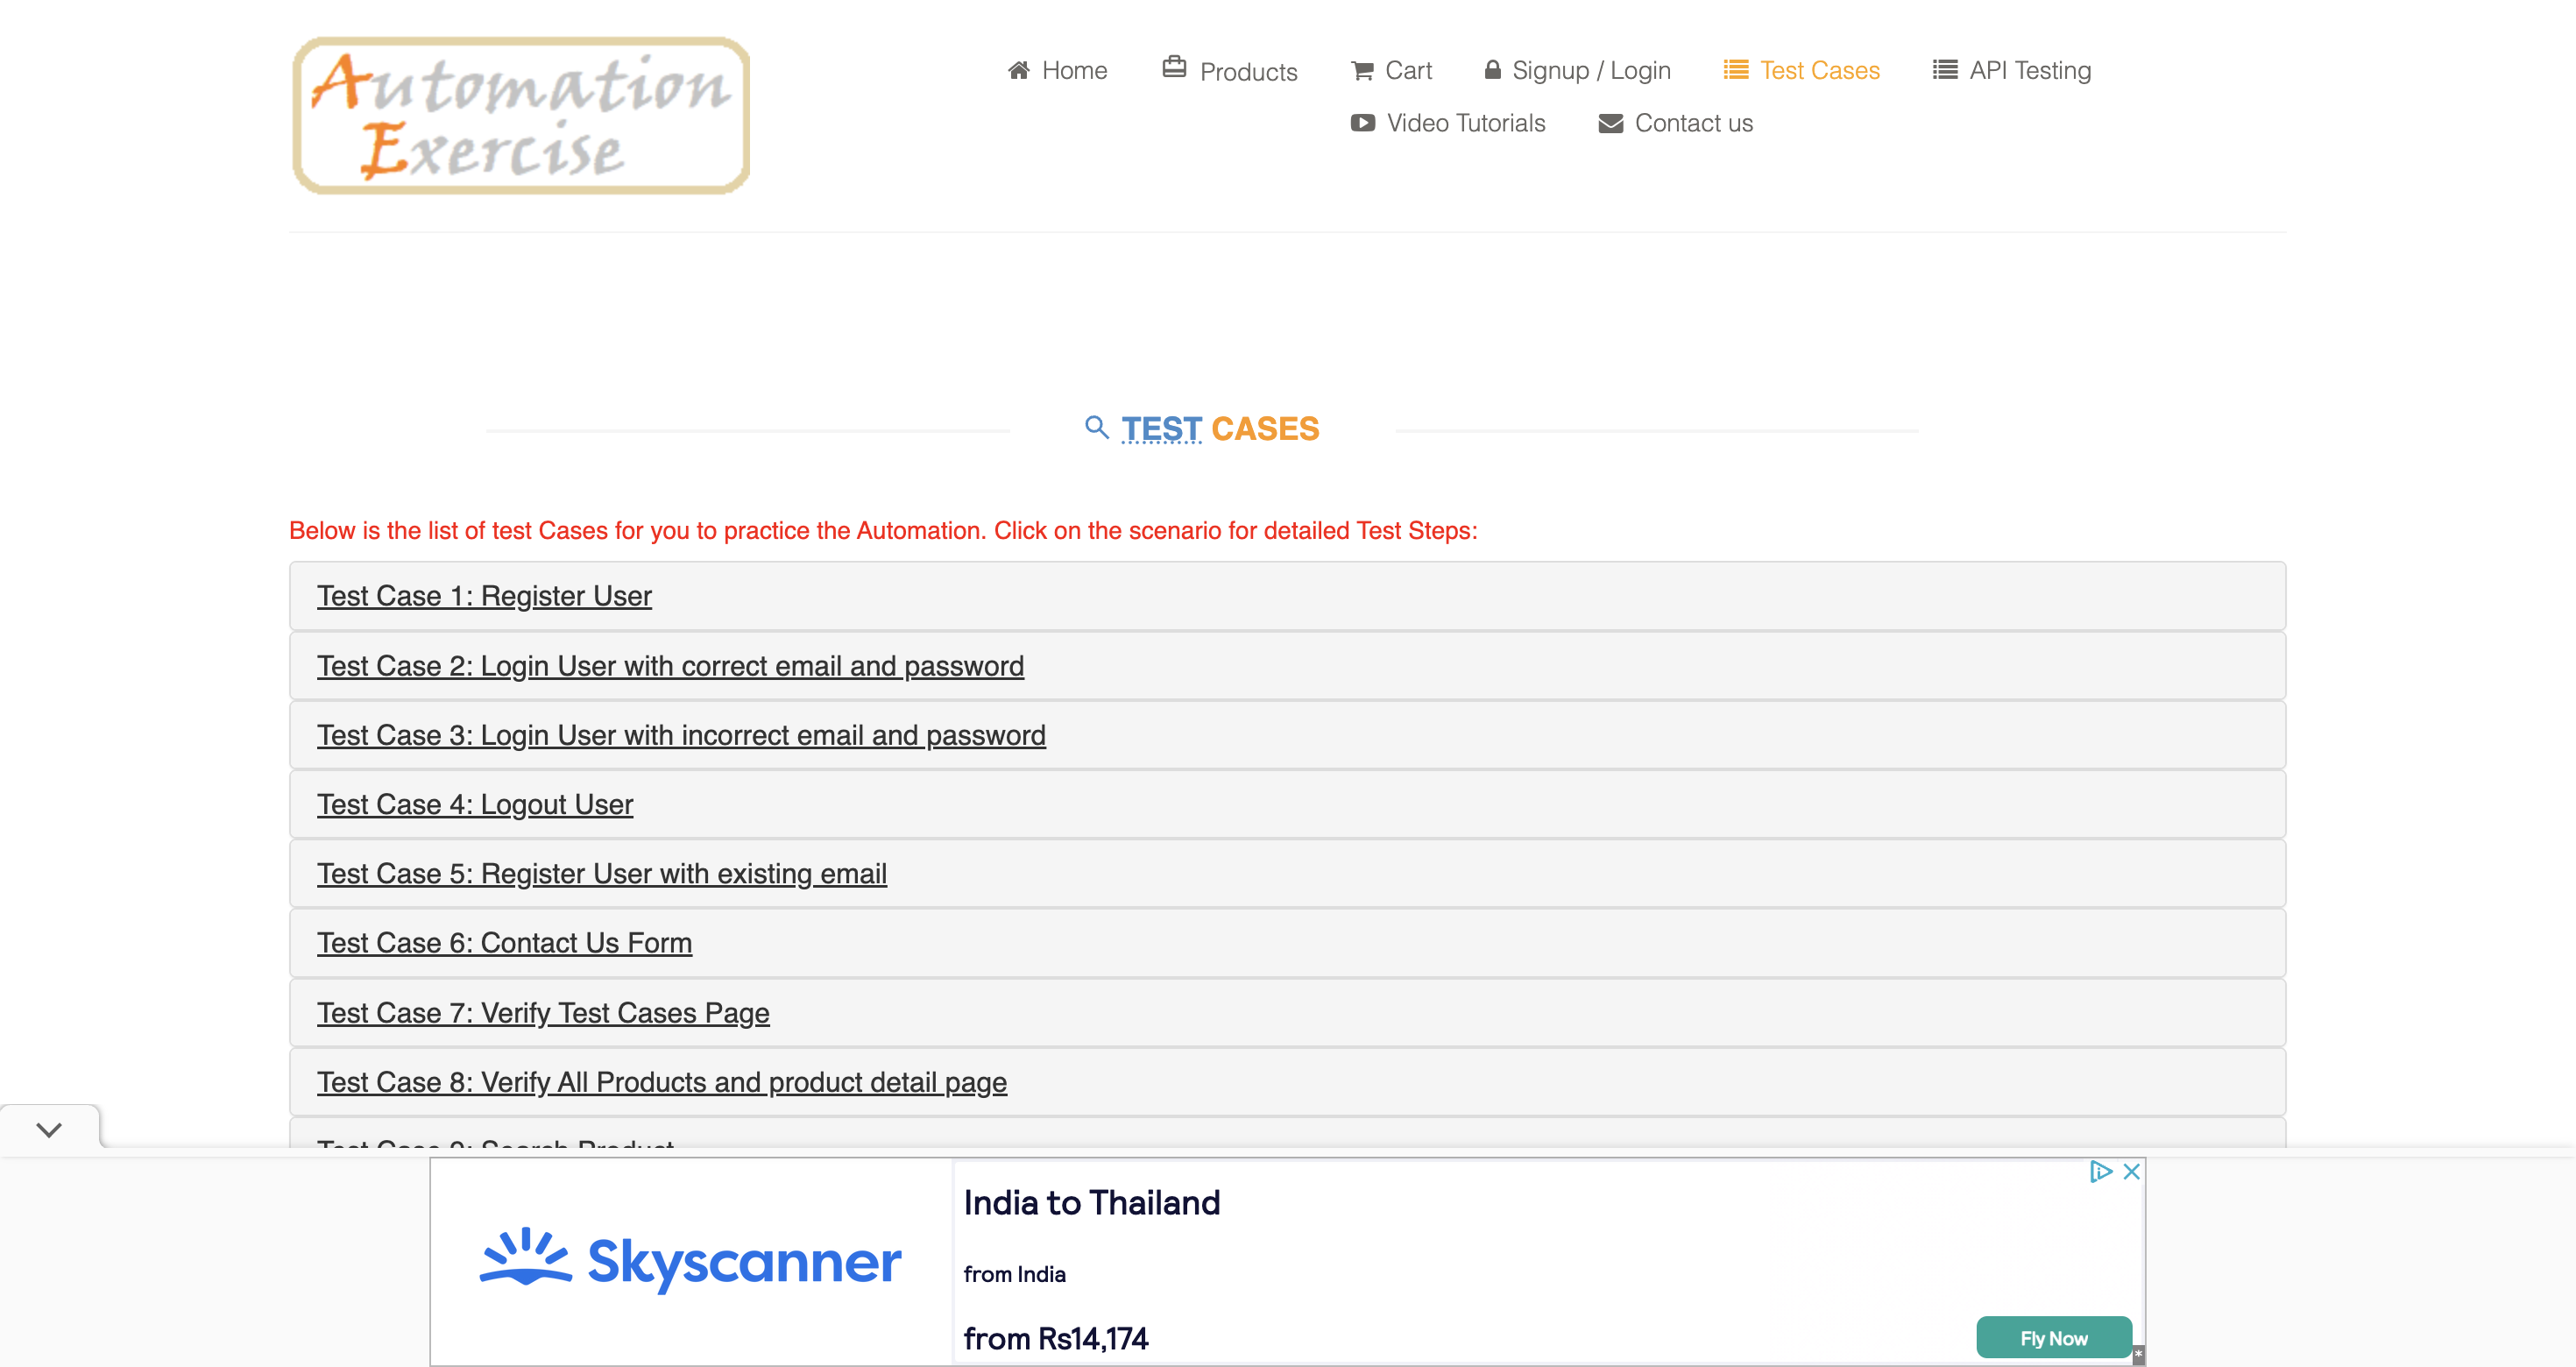 Automation
Exercise
Home
Products
Cart
Signup / Login
Test Cases
API Testing
Video Tutorials
Contact us
TEST CASES
Below is the list of test Cases for you to practice the Automation. Click on the scenario for detailed Test Steps:
Test Case 1: Register User
Test Case 2: Login User with correct email and password
Test Case 3: Login User with incorrect email and password
Test Case 4: Logout User
Test Case 5: Register User with existing email
Test Case 6: Contact Us Form
Test Case 7: Verify Test Cases Page
Test Case 8: Verify All Products and product detail page
Test Case 9: Search Product
Skyscanner
India to Thailand
from India
from Rs14,174
Fly Now